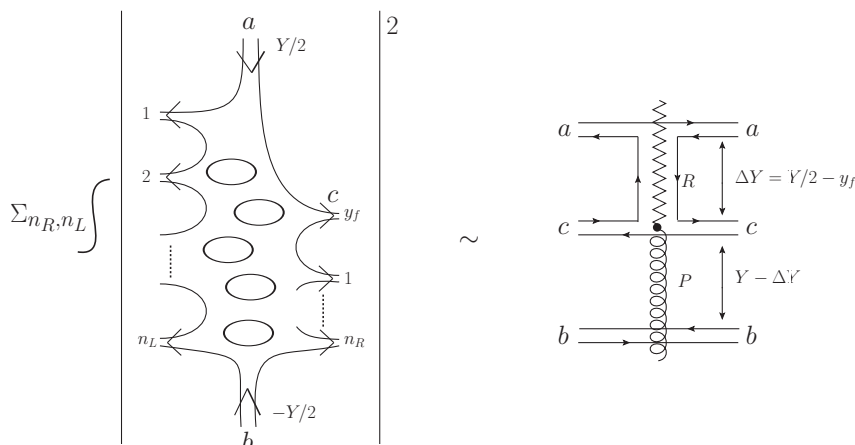 a
Y/2
2
1
2
Σ_{n_R,n_L}
c
y_f
1
n_L
n_R
-Y/2
b
~
a
a
R
ΔY = Y/2 - y_f
c
c
P
Y - ΔY
b
b